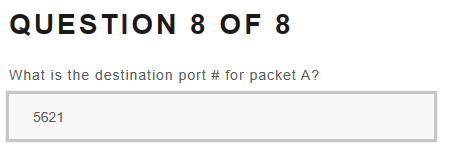 QUESTION 8 OF 8
What is the destination port # for packet A?
5621